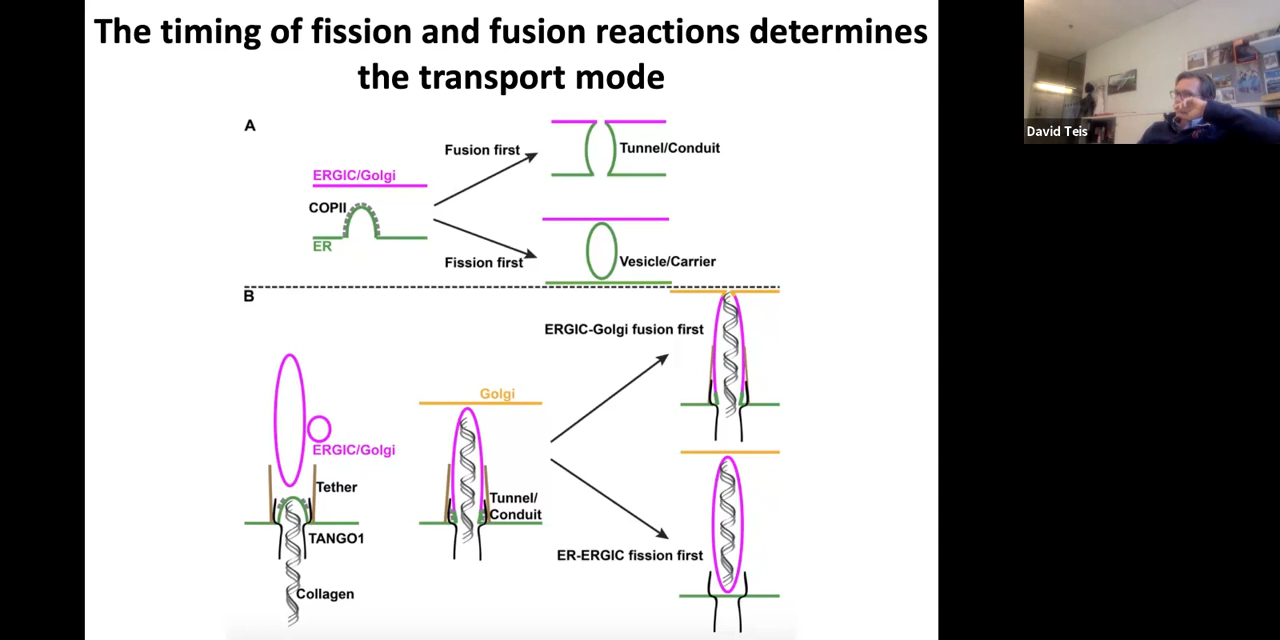 The timing of fission and fusion reactions determines
the transport mode
David Teis
A
Fusion first
Tunnel/Conduit
ERGIC/Golgi
COPII
ER
Fission first
Vesicle/Carrier
B
ERGIC-Golgi fusion first
Golgi
ERGIC/Golgi
Tether
Tunnel/
Conduit
TANGO1
ER-ERGIC fission first
Collagen